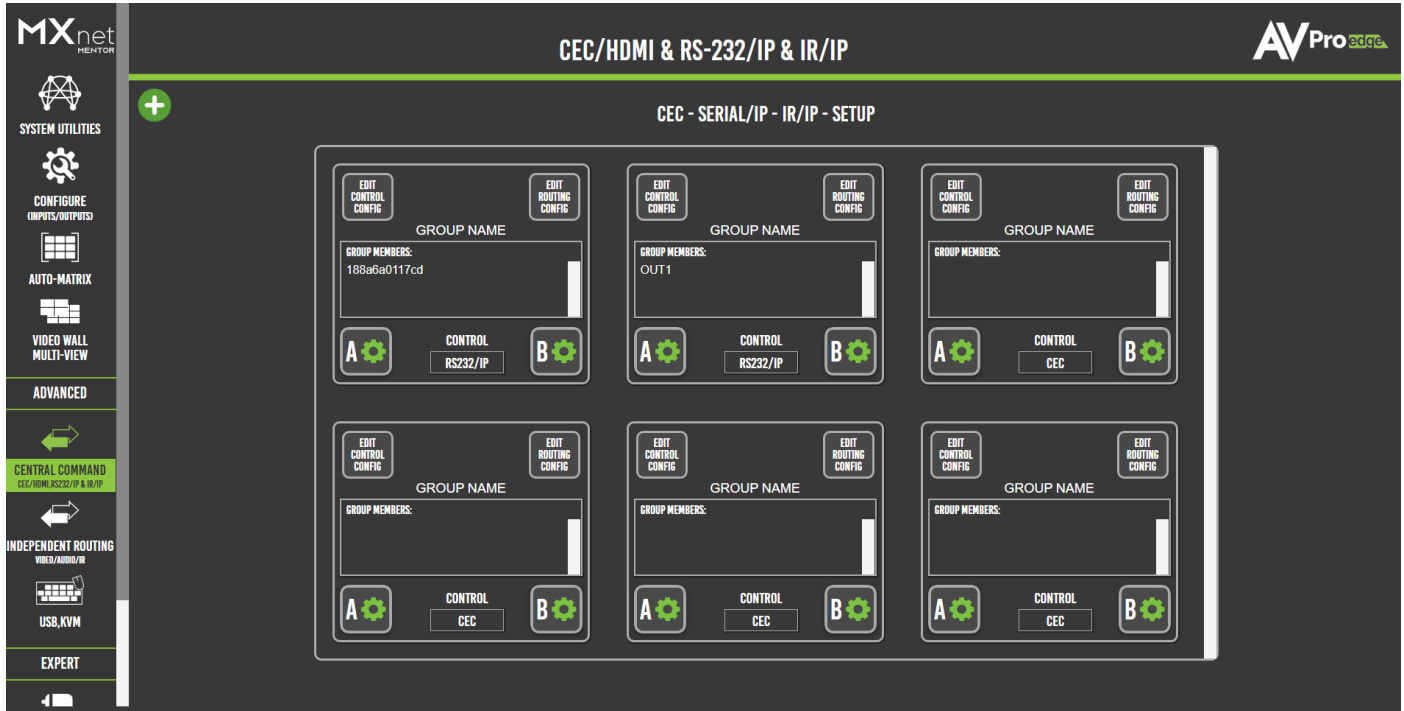 MXnet
MENTOR
CEC/HDMI & RS-232/IP & IR/IP
AVPro edge
SYSTEM UTILITIES
CONFIGURE
(INPUTS/OUTPUTS)
AUTO-MATRIX
VIDEO WALL
MULTI-VIEW
ADVANCED
CENTRAL COMMAND
CEC/HDMI,RS232/IP & IR/IP
INDEPENDENT ROUTING
VIDEO/AUDIO/IR
USB,KVM
EXPERT
CEC - SERIAL/IP - IR/IP - SETUP
EDIT
CONTROL
CONFIG
EDIT
ROUTING
CONFIG
GROUP NAME
GROUP MEMBERS:
188a6a0117cd
A
CONTROL
RS232/IP
B
EDIT
CONTROL
CONFIG
EDIT
ROUTING
CONFIG
GROUP NAME
GROUP MEMBERS:
OUT1
A
CONTROL
RS232/IP
B
EDIT
CONTROL
CONFIG
EDIT
ROUTING
CONFIG
GROUP NAME
GROUP MEMBERS:
A
CONTROL
CEC
B
EDIT
CONTROL
CONFIG
EDIT
ROUTING
CONFIG
GROUP NAME
GROUP MEMBERS:
A
CONTROL
CEC
B
EDIT
CONTROL
CONFIG
EDIT
ROUTING
CONFIG
GROUP NAME
GROUP MEMBERS:
A
CONTROL
CEC
B
EDIT
CONTROL
CONFIG
EDIT
ROUTING
CONFIG
GROUP NAME
GROUP MEMBERS:
A
CONTROL
CEC
B